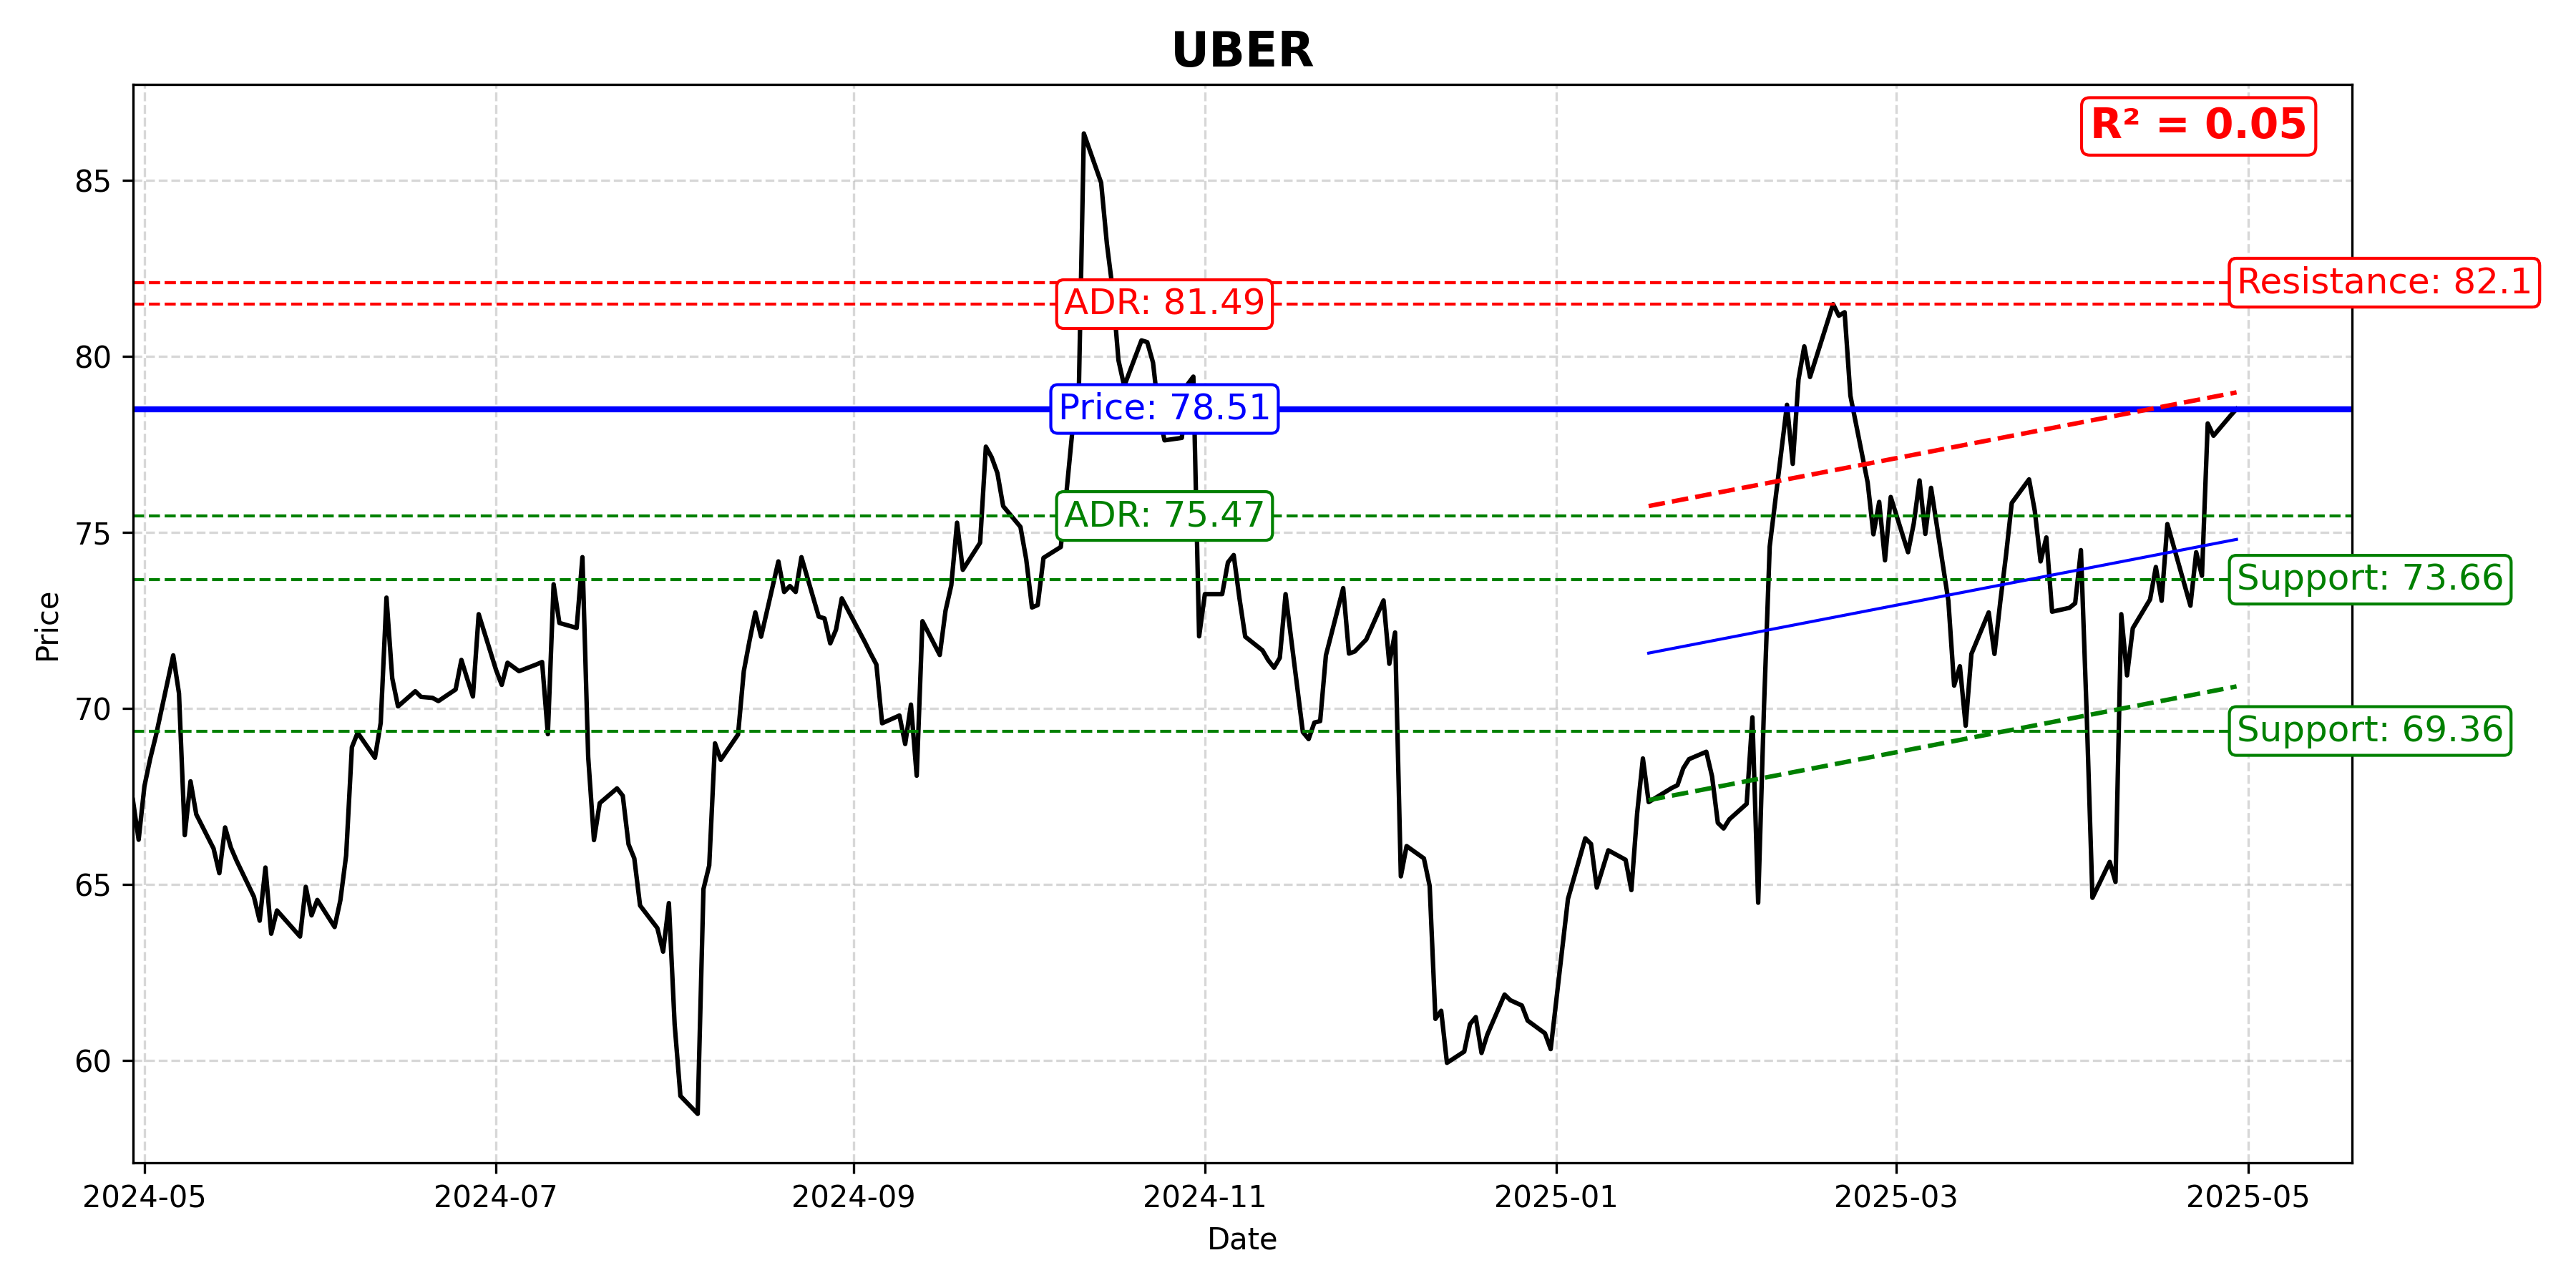 UBER
R² = 0.05
85
Resistance: 82.1
ADR: 81.49
80
Price: 78.51
ADR: 75.47
75
Support: 73.66
Price
70
Support: 69.36
65
60
2024-05 2024-07 2024-09 2024-11 2025-01 2025-03 2025-05
Date